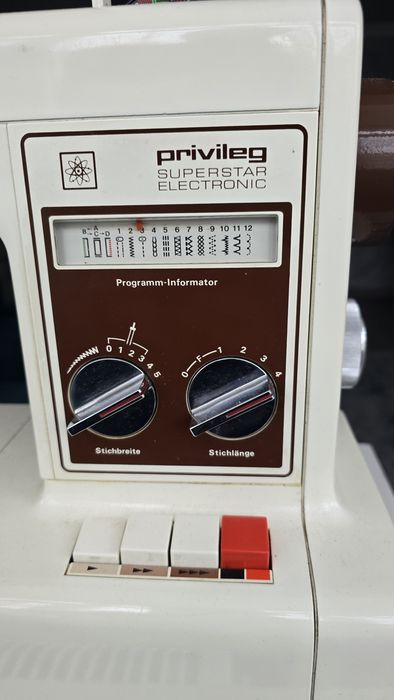 privileg
SUPERSTAR
ELECTRONIC
B A C D 1 2 3 4 5 6 7 8 9 10 11 12
Programm-Informator
0 1 2 3 4 5
0 F 1 2 3 4
Stichbreite
Stichlänge